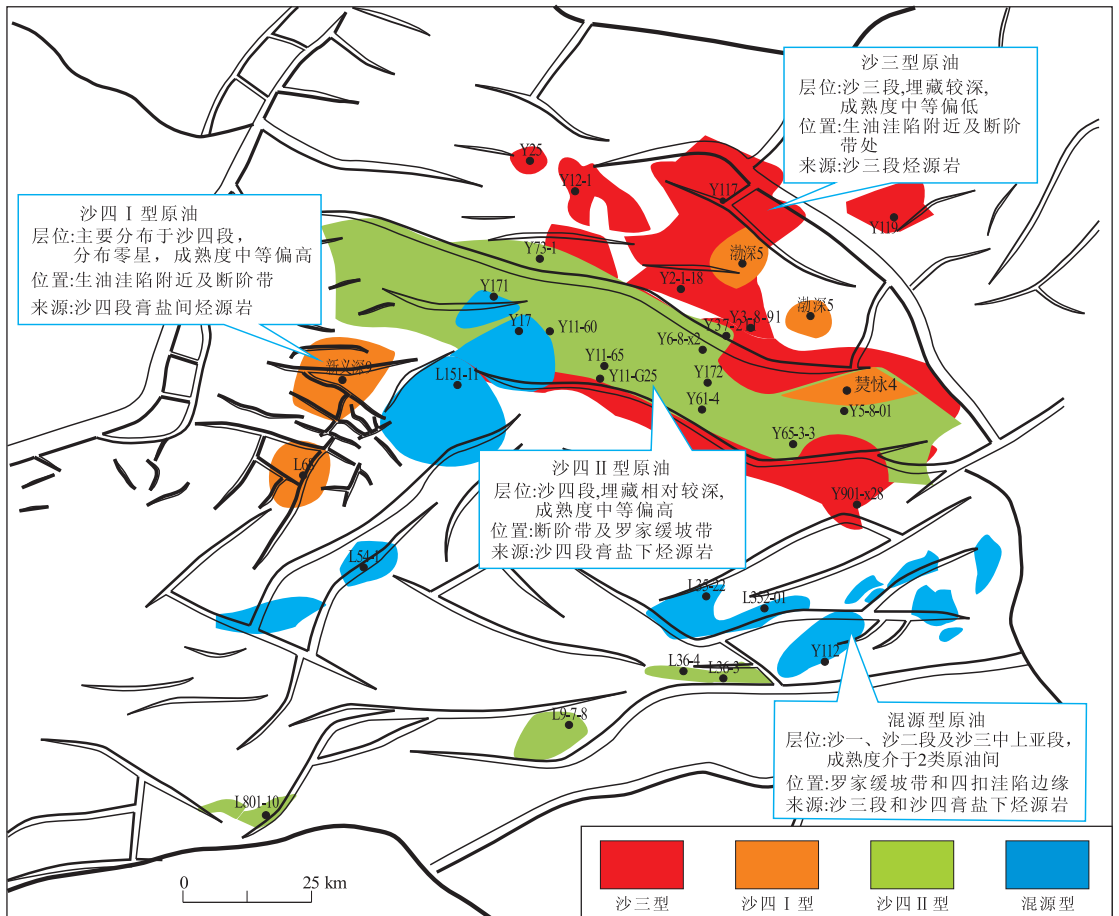 沙三型原油
层位:沙三段,埋藏较深,
成熟度中等偏低
位置:生油洼陷附近及断阶
带处
来源:沙三段烃源岩
Y25
Y12-1
Y117
Y119
沙四Ⅰ型原油
层位:主要分布于沙四段,
分布零星，成熟度中等偏高
位置:生油洼陷附近及断阶带
来源:沙四段膏盐间烃源岩
Y73-1
渤深5
Y2-1-18
Y171
渤深5
Y17
Y11-60
Y37-21
Y3-8-91
Y6-8-x2
Y11-65
Y11-G25
新义深9
L151-11
Y172
Y61-4
Y5-8-01
Y65-3-3
L68
沙四Ⅱ型原油
层位:沙四段,埋藏相对较深,
成熟度中等偏高
位置:断阶带及罗家缓坡带
来源:沙四段膏盐下烃源岩
Y901-x28
L54-1
L35-22
L352-01
Y112
L36-4
L36-3
L9-7-8
混源型原油
层位:沙一、沙二段及沙三中上亚段,
成熟度介于2类原油间
位置:罗家缓坡带和四扣洼陷边缘
来源:沙三段和沙四膏盐下烃源岩
L801-10
0 25 km
沙三型
沙四Ⅰ型
沙四Ⅱ型
混源型